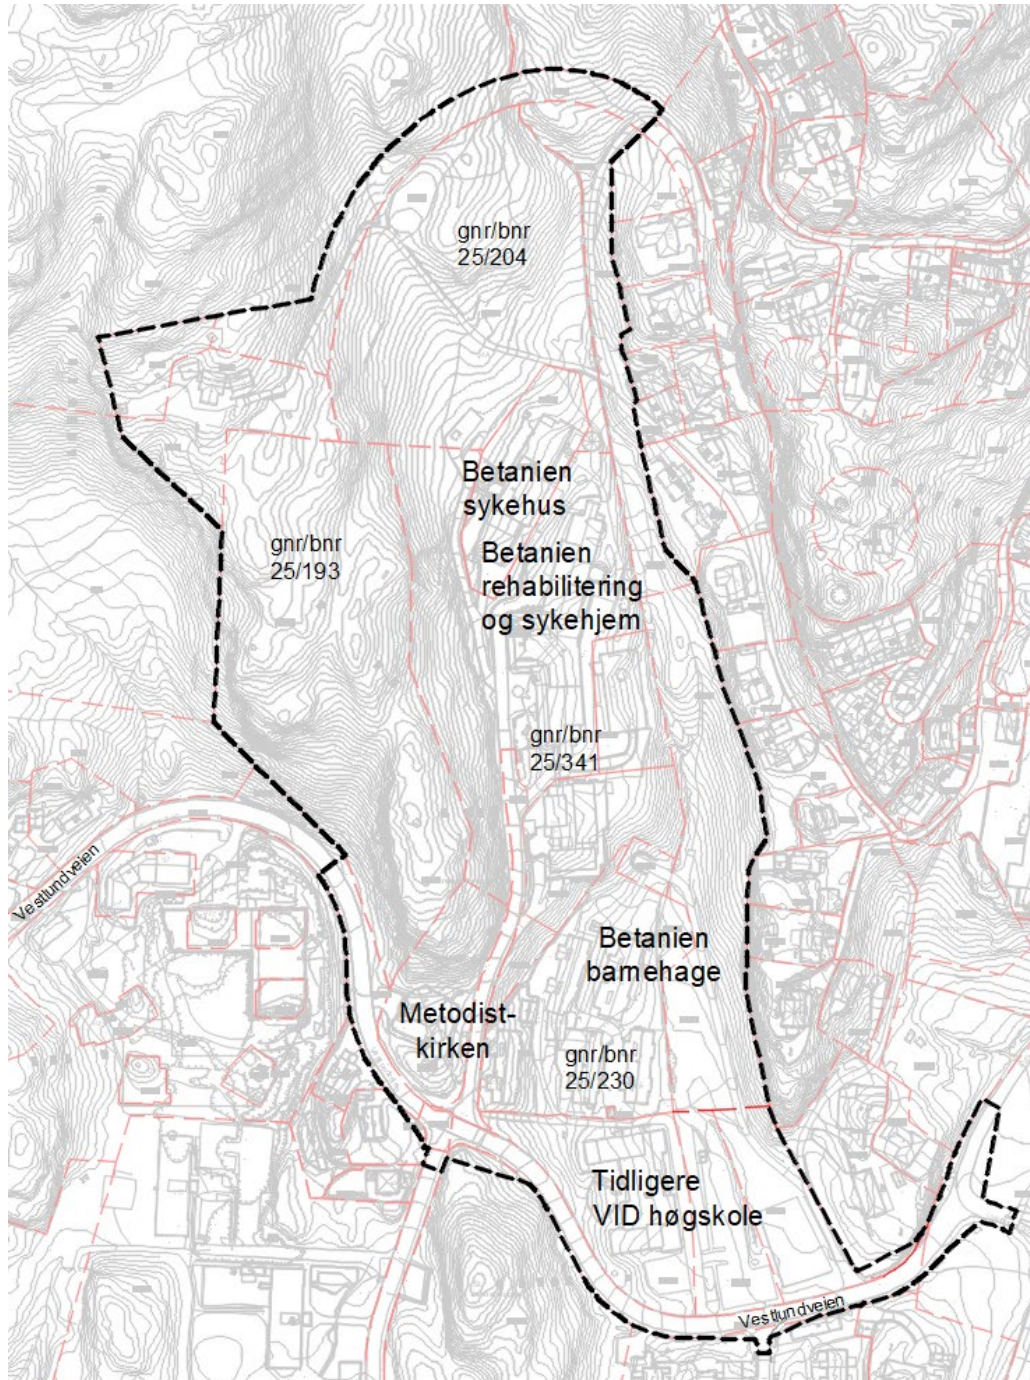 gnr/bnr
25/204
Betanien
sykehus
gnr/bnr
25/193
Betanien
rehabilitering
og sykehjem
gnr/bnr
25/341
Vestlundveien
Betanien
barnehage
Metodist-
kirken
gnr/bnr
25/230
Tidligere
VID høgskole
Vestlundveien